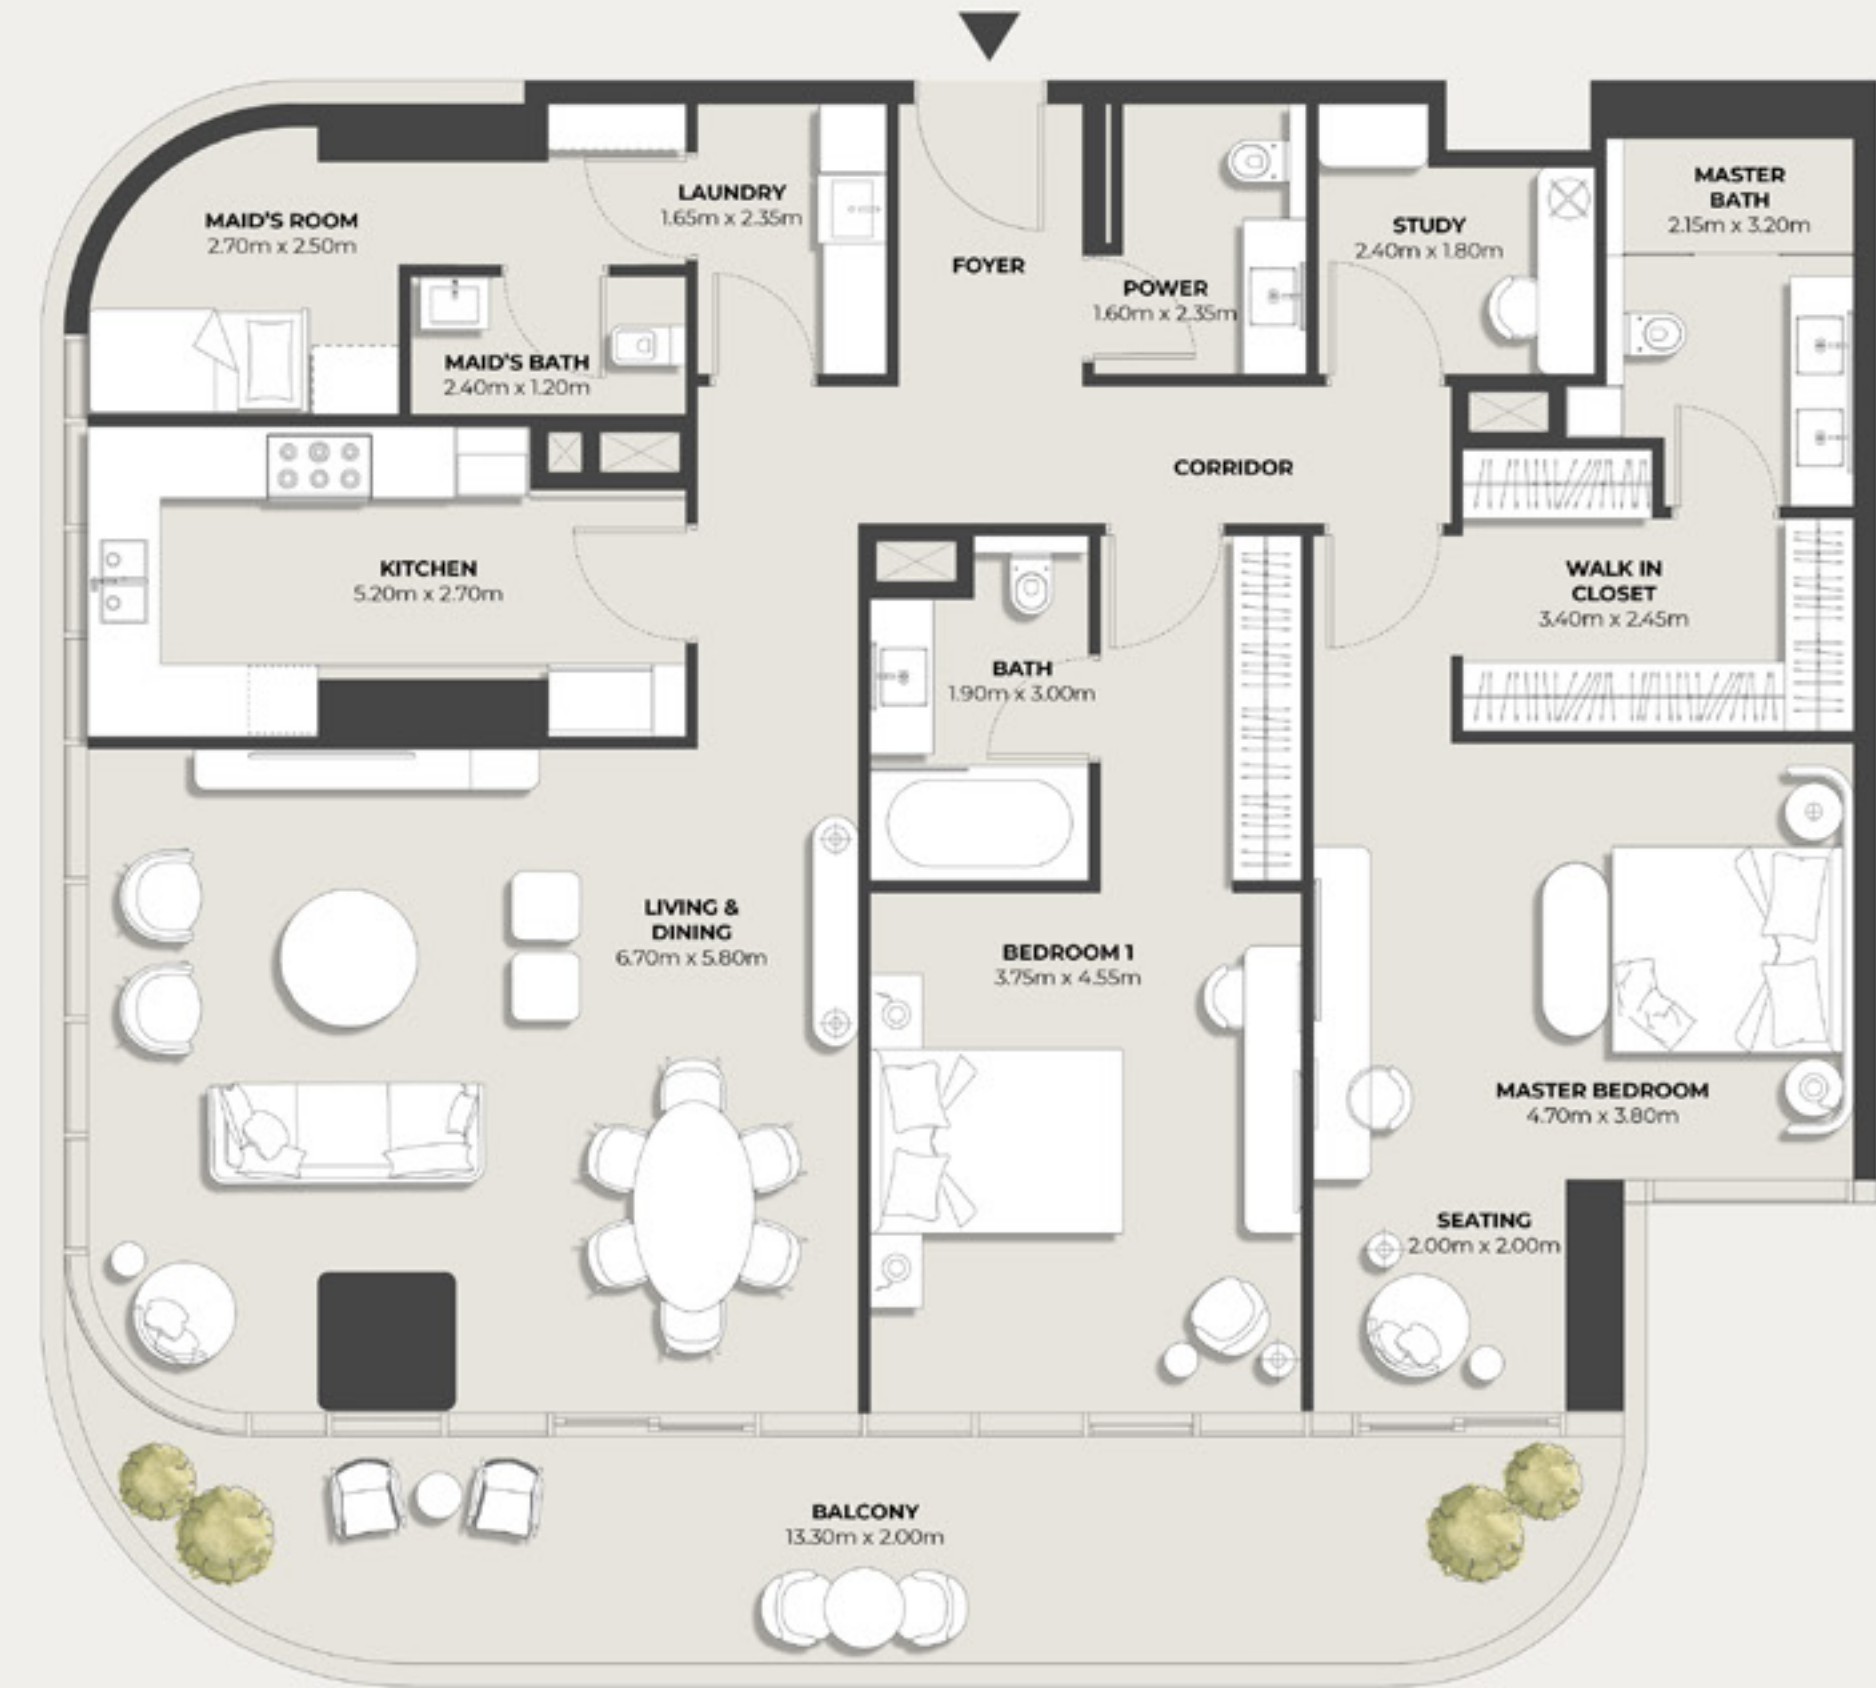 MAID'S ROOM
2.70m x 2.50m
LAUNDRY
1.65m x 2.35m
FOYER
POWER
1.60m x 2.35m
STUDY
2.40m x 1.80m
MASTER
BATH
2.15m x 3.20m
MAID'S BATH
2.40m x 1.20m
CORRIDOR
KITCHEN
5.20m x 2.70m
BATH
1.90m x 3.00m
WALK IN
CLOSET
3.40m x 2.45m
LIVING &
DINING
6.70m x 5.80m
BEDROOM 1
3.75m x 4.55m
MASTER BEDROOM
4.70m x 3.80m
SEATING
2.00m x 2.00m
BALCONY
13.30m x 2.00m